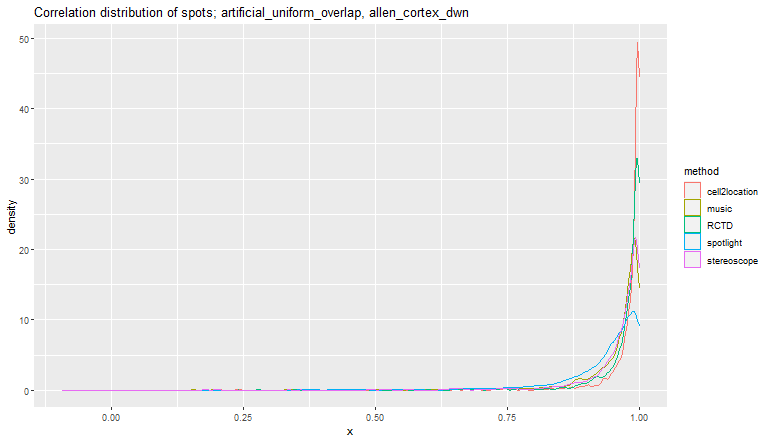 Correlation distribution of spots; artificial_uniform_overlap, allen_cortex_dwn
50
40
30
20
10
0
density
0.00
0.25
0.50
0.75
1.00
x
method
cell2location
music
RCTD
spotlight
stereoscope